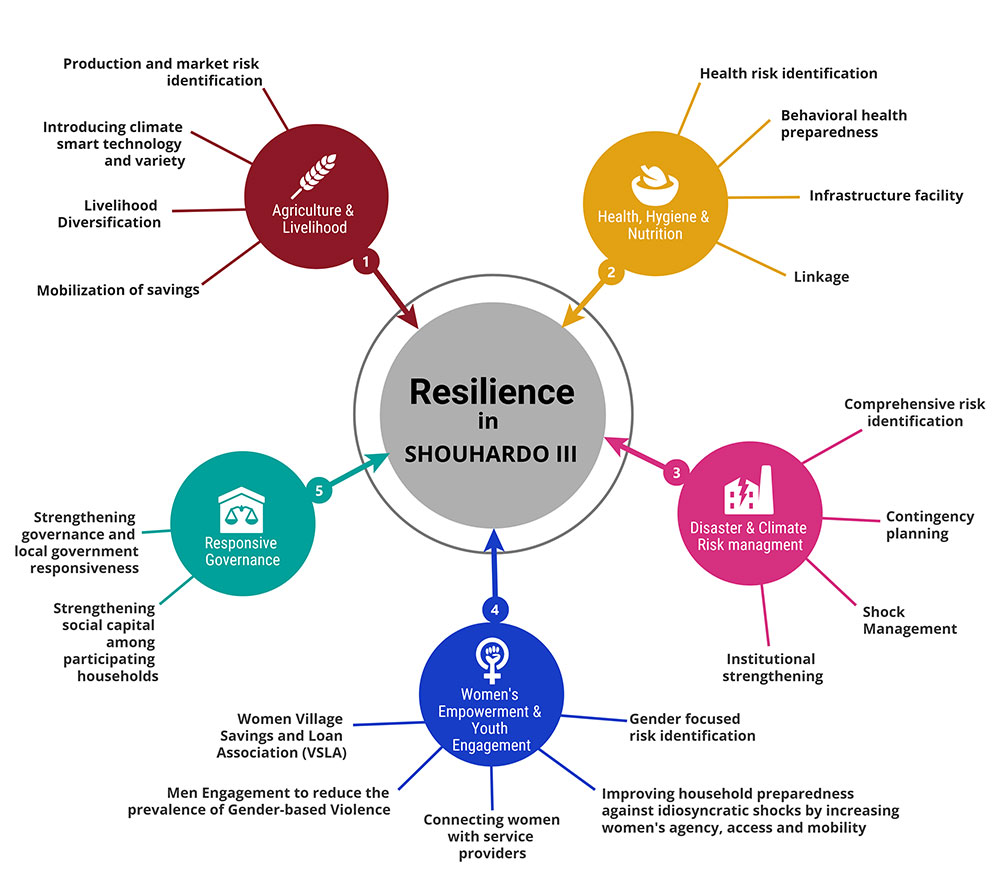 Production and market risk
identification
Introducing climate
smart technology
and variety
Livelihood
Diversification
Mobilization of savings
Agriculture &
Livelihood
1
Health risk identification
Behavioral health
preparedness
Infrastructure facility
Linkage
Health, Hygiene &
Nutrition
2
Resilience
in
SHOUHARDO III
Comprehensive risk
identification
Contingency
planning
Shock
Management
Institutional
strengthening
3
Disaster & Climate
Risk managment
4
Women's
Empowerment &
Youth
Engagement
Gender focused
risk identification
Improving household preparedness
against idiosyncratic shocks by increasing
women's agency, access and mobility
Connecting women
with service
providers
Men Engagement to reduce the
prevalence of Gender-based Violence
Women Village
Savings and Loan
Association (VSLA)
5
Responsive
Governance
Strengthening
governance and
local government
responsiveness
Strengthening
social capital
among
participating
households